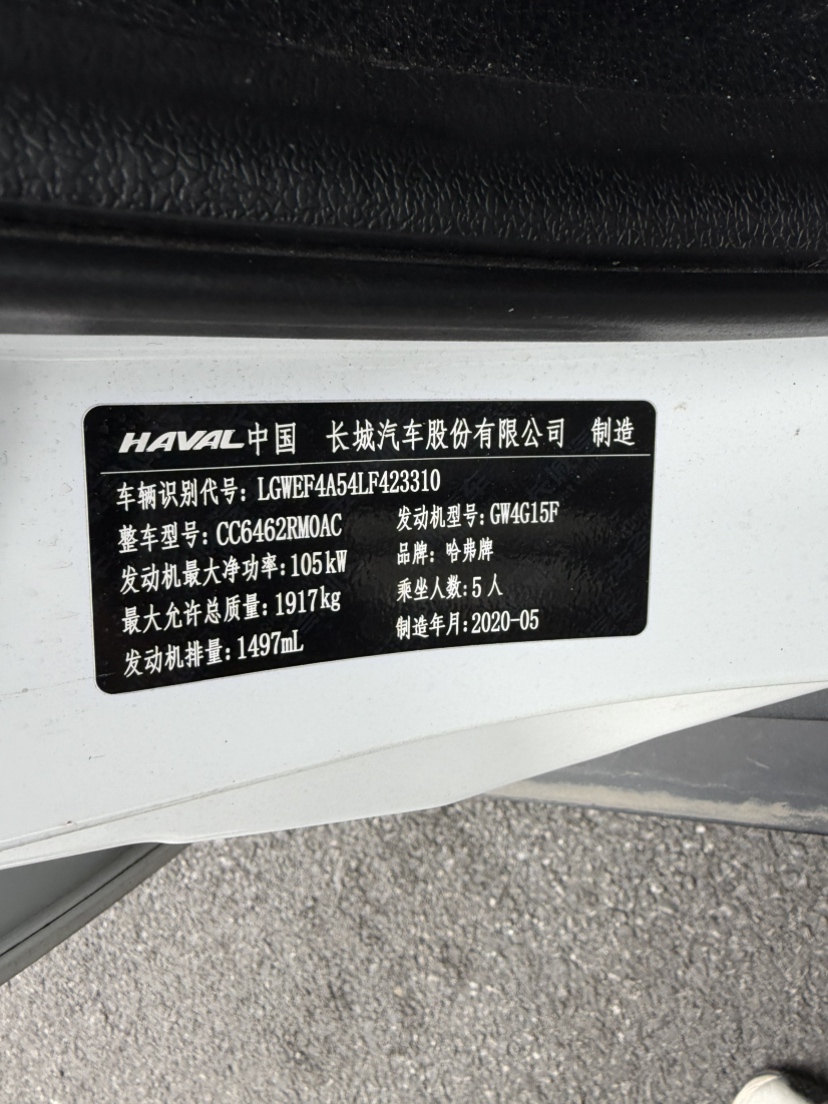 HAVAL中国 长城汽车股份有限公司 制造
车辆识别代号：LGWEF4A54LF423310
整车型号：CC6462RM0AC 发动机型号：GW4G15F
发动机最大净功率：105kW 品牌：哈弗牌
最大允许总质量：1917kg 乘坐人数：5人
发动机排量：1497mL 制造年月：2020-05